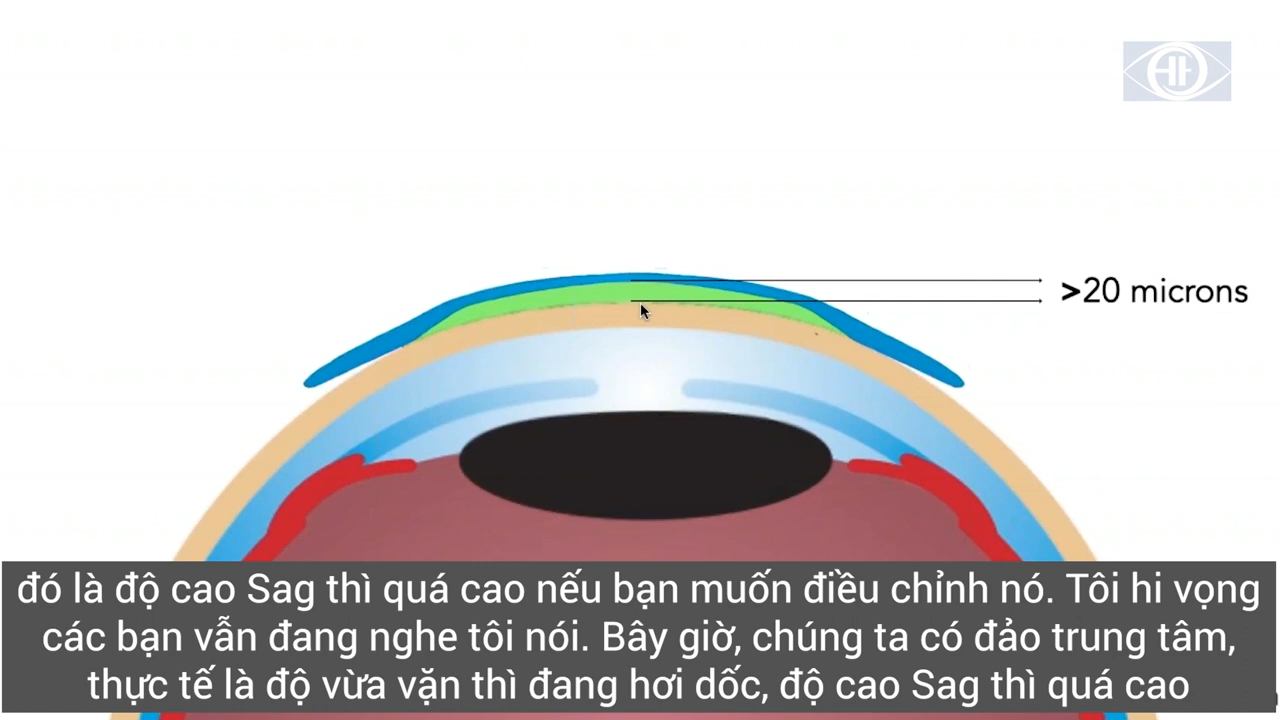 >20 microns
đó là độ cao Sag thì quá cao nếu bạn muốn điều chỉnh nó. Tôi hi vọng
các bạn vẫn đang nghe tôi nói. Bây giờ, chúng ta có đảo trung tâm,
thực tế là độ vừa vặn thì đang hơi dốc, độ cao Sag thì quá cao